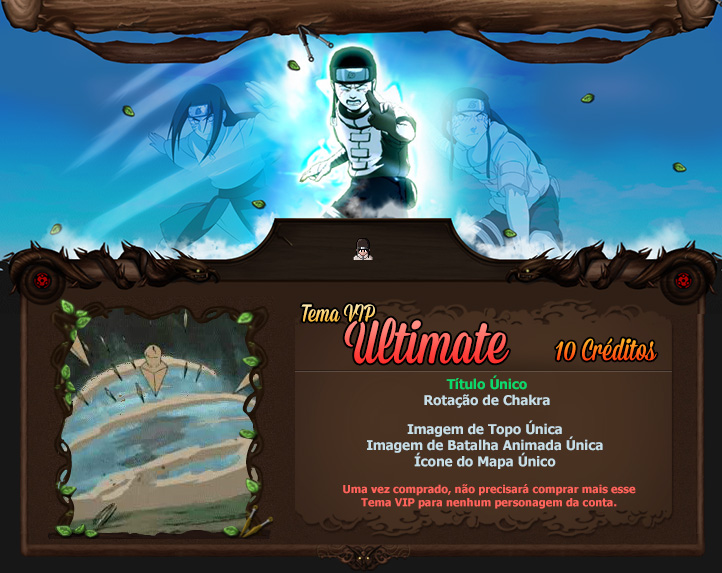 Tema VIP
Ultimate
10 Créditos
Título Único
Rotação de Chakra
Imagem de Topo Única
Imagem de Batalha Animada Única
Ícone do Mapa Único
Uma vez comprado, não precisará comprar mais esse
Tema VIP para nenhum personagem da conta.